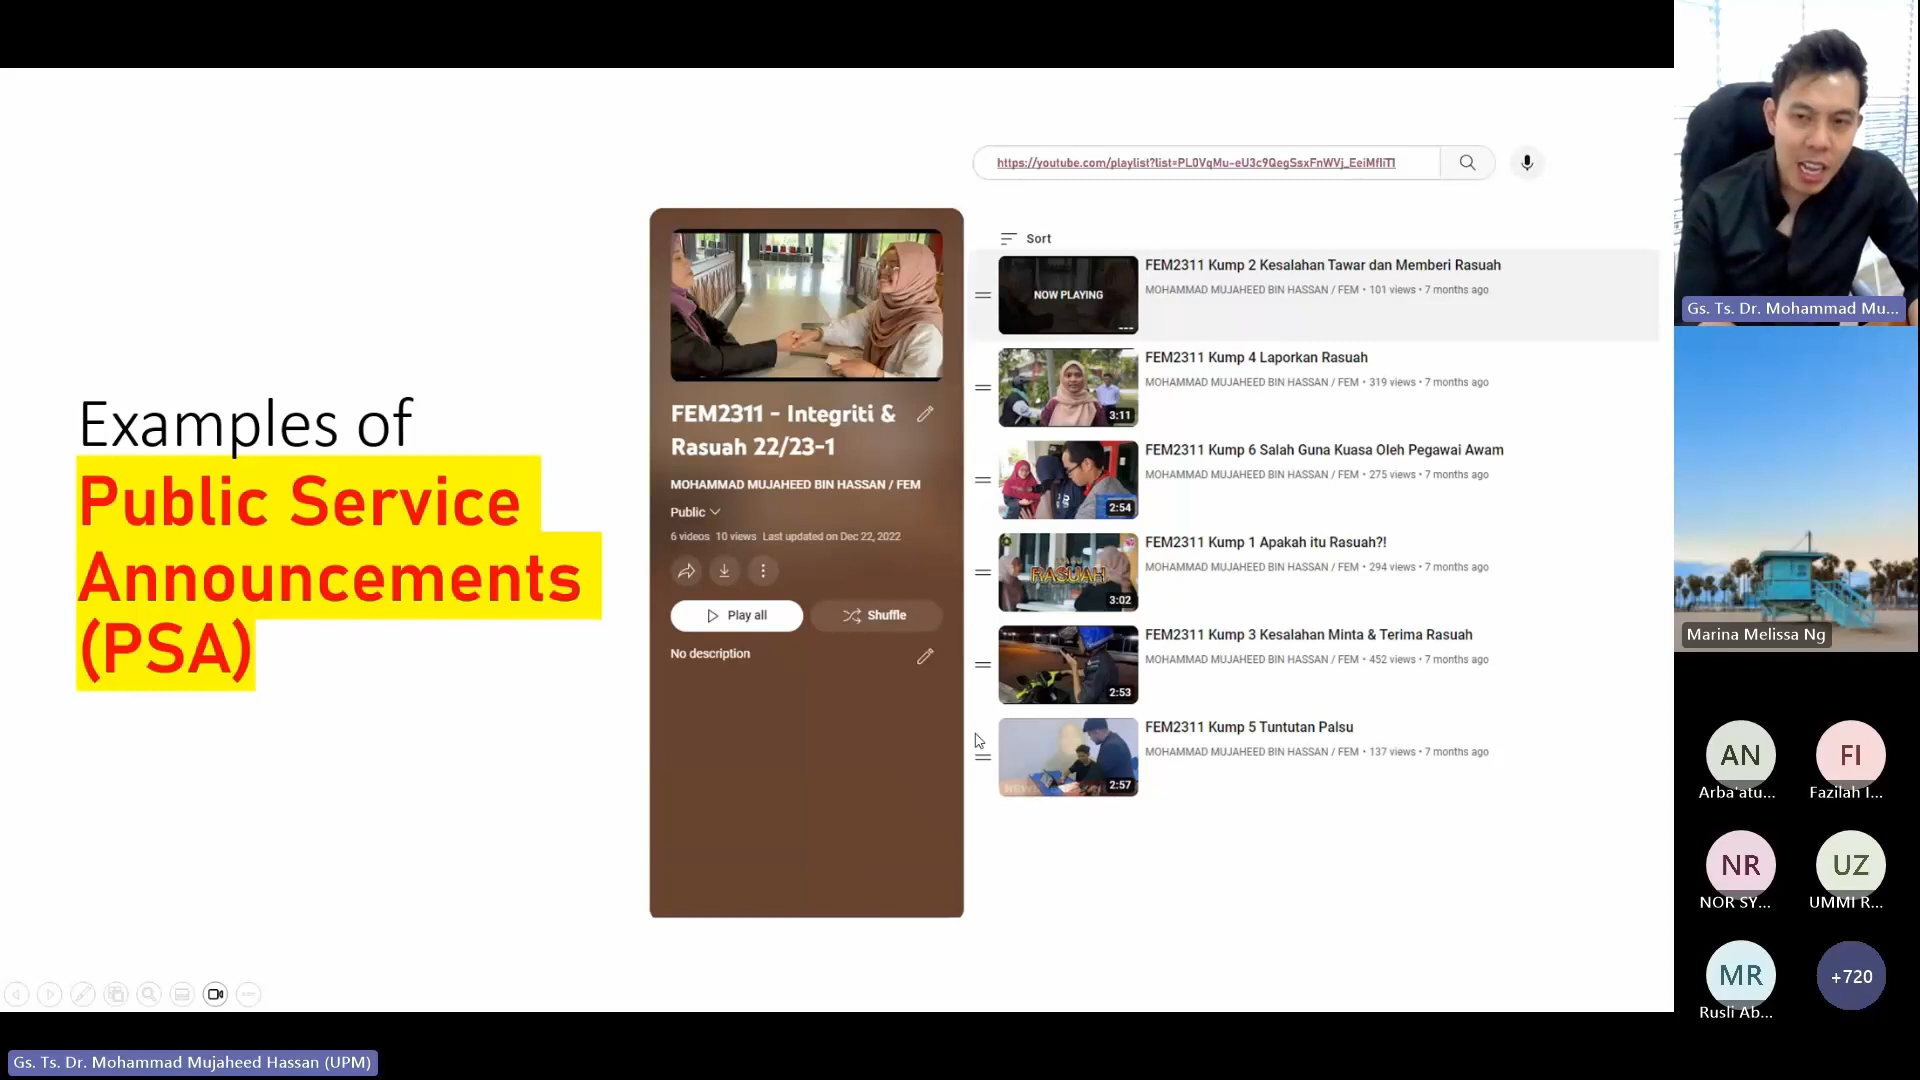 Examples of
Public Service
Announcements
(PSA)
FEM2311 - Integriti &
Rasuah 22/23-1
MOHAMMAD MUJAHEED BIN HASSAN / FEM
Public
6 videos 10 views Last updated on Dec 22, 2022
Play all
Shuffle
No description
https://youtube.com/playlist?list=PL0VqMu-eU3c9QegSsxFnWVj_EeiMfIiT1
Sort
NOW PLAYING
FEM2311 Kump 2 Kesalahan Tawar dan Memberi Rasuah
MOHAMMAD MUJAHEED BIN HASSAN / FEM • 101 views • 7 months ago
3:11
FEM2311 Kump 4 Laporkan Rasuah
MOHAMMAD MUJAHEED BIN HASSAN / FEM • 319 views • 7 months ago
2:54
FEM2311 Kump 6 Salah Guna Kuasa Oleh Pegawai Awam
MOHAMMAD MUJAHEED BIN HASSAN / FEM • 275 views • 7 months ago
RASUAH
3:02
FEM2311 Kump 1 Apakah itu Rasuah?!
MOHAMMAD MUJAHEED BIN HASSAN / FEM • 294 views • 7 months ago
2:53
FEM2311 Kump 3 Kesalahan Minta & Terima Rasuah
MOHAMMAD MUJAHEED BIN HASSAN / FEM • 452 views • 7 months ago
2:57
FEM2311 Kump 5 Tuntutan Palsu
MOHAMMAD MUJAHEED BIN HASSAN / FEM • 137 views • 7 months ago
Gs. Ts. Dr. Mohammad Mu...
Marina Melissa Ng
AN
Arba'atu...
FI
Fazilah I...
NR
NOR SY...
UZ
UMMI R...
MR
Rusli Ab...
+720
Gs. Ts. Dr. Mohammad Mujaheed Hassan (UPM)